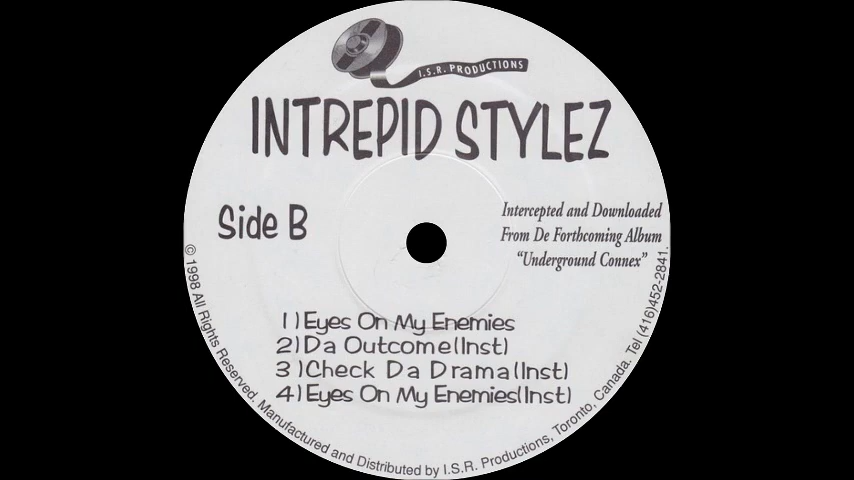 I.S.R. PRODUCTIONS
INTREPID STYLEZ
Side B
Intercepted and Downloaded
From De Forthcoming Album
"Underground Connex"
1)Eyes On My Enemies
2)Da Outcome(Inst)
3)Check Da Drama(Inst)
4)Eyes On My Enemies(Inst)
© 1998 All Rights Reserved. Manufactured and Distributed by I.S.R. Productions, Toronto, Canada. Tel (416)452-2841.